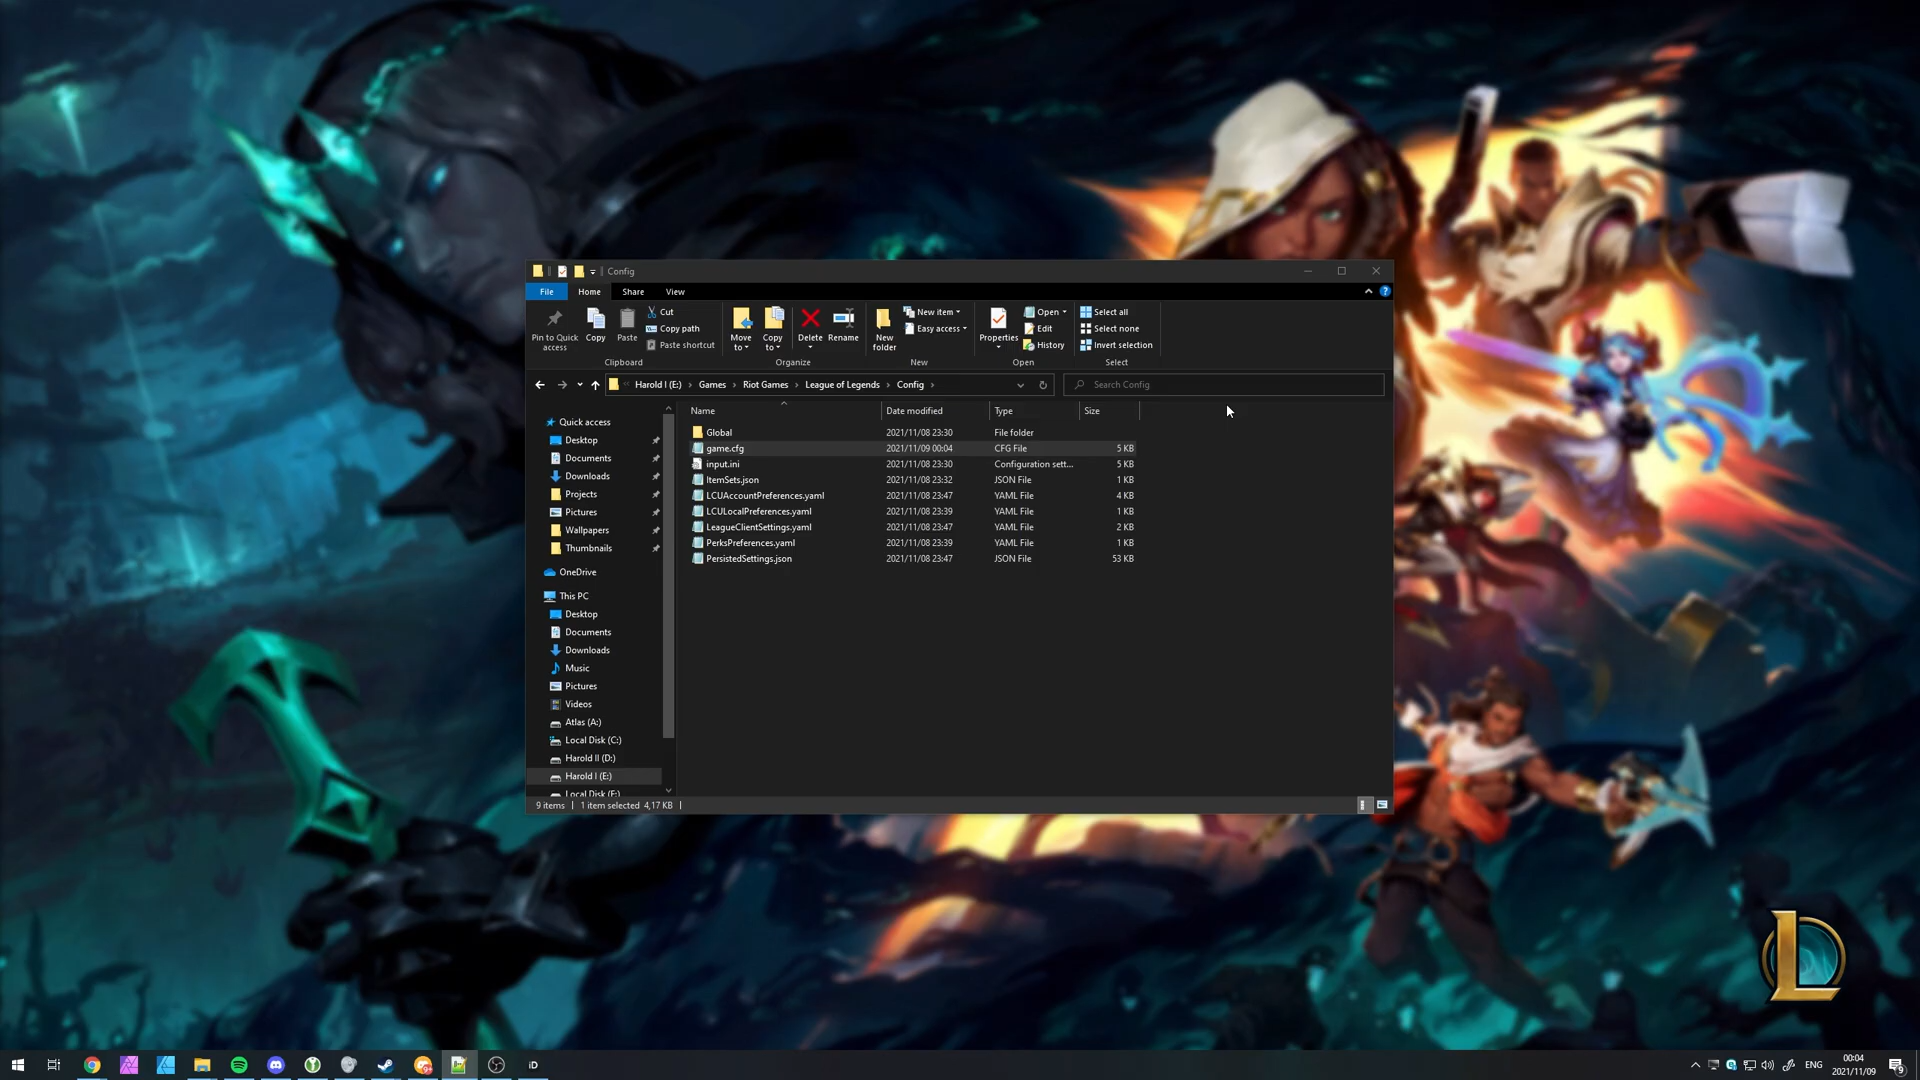 Config
File Home Share View
Pin to Quick access
Copy
Paste
Cut
Copy path
Paste shortcut
Clipboard
Move to
Copy to
Delete
Rename
Organize
New folder
New item
Easy access
New
Properties
Open
Edit
History
Open
Select all
Select none
Invert selection
Select
Harold I (E:) Games Riot Games League of Legends Config
Search Config
Quick access
Desktop
Documents
Downloads
Projects
Pictures
Wallpapers
Thumbnails
OneDrive
This PC
Desktop
Documents
Downloads
Music
Pictures
Videos
Atlas (A:)
Local Disk (C:)
Harold II (D:)
Harold I (E:)
Local Disk (F:)
Name Date modified Type Size
Global 2021/11/08 23:30 File folder
game.cfg 2021/11/09 00:04 CFG File 5 KB
input.ini 2021/11/08 23:30 Configuration sett... 5 KB
ItemSets.json 2021/11/08 23:32 JSON File 1 KB
LCUAccountPreferences.yaml 2021/11/08 23:47 YAML File 4 KB
LCULocalPreferences.yaml 2021/11/08 23:39 YAML File 1 KB
LeagueClientSettings.yaml 2021/11/08 23:47 YAML File 2 KB
PerksPreferences.yaml 2021/11/08 23:39 YAML File 1 KB
PersistedSettings.json 2021/11/08 23:47 JSON File 53 KB
9 items 1 item selected 4,17 KB
L
iD
ENG
00:04
2021/11/09